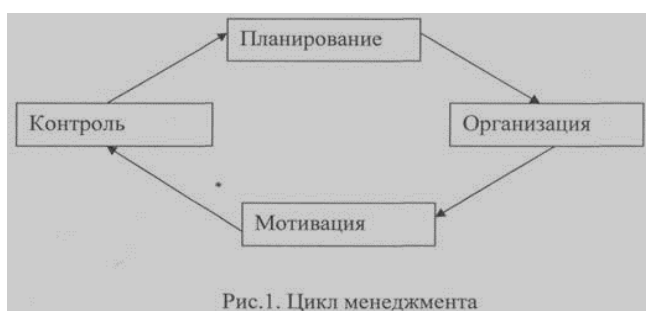 Планирование
Контроль
Организация
Мотивация
Рис.1. Цикл менеджмента